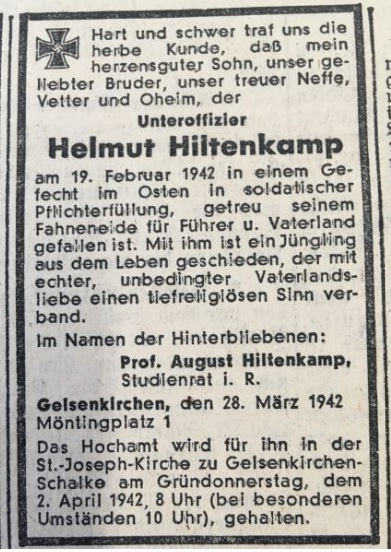 Hart und schwer traf uns die
herbe Kunde, daß mein
herzensguter Sohn, unser ge-
liebter Bruder, unser treuer Neffe,
Vetter und Oheim, der
Unteroffizier
Helmut Hiltenkamp
am 19. Februar 1942 in einem Ge-
fecht im Osten in soldatischer
Pflichterfüllung, getreu seinem
Fahneneide für Führer u. Vaterland
gefallen ist. Mit ihm ist ein Jüngling
aus dem Leben geschieden, der mit
echter, unbedingter Vaterlands-
liebe einen tiefreligiösen Sinn ver-
band.
Im Namen der Hinterbliebenen:
Prof. August Hiltenkamp,
Studienrat i. R.
Gelsenkirchen, den 28. März 1942
Möntingplatz 1
Das Hochamt wird für ihn in der
St.-Joseph-Kirche zu Gelsenkirchen-
Schalke am Gründonnerstag, dem
2. April 1942, 8 Uhr (bei besonderen
Umständen 10 Uhr), gehalten.